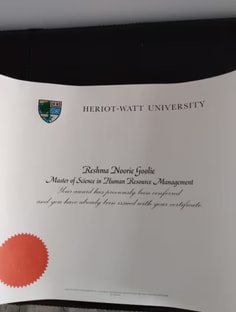 HERIOT-WATT UNIVERSITY
Reshma Noorie Goolie
Master of Science in Human Resource Management
Your award has previously been conferred
and you have already been issued with your certificate.